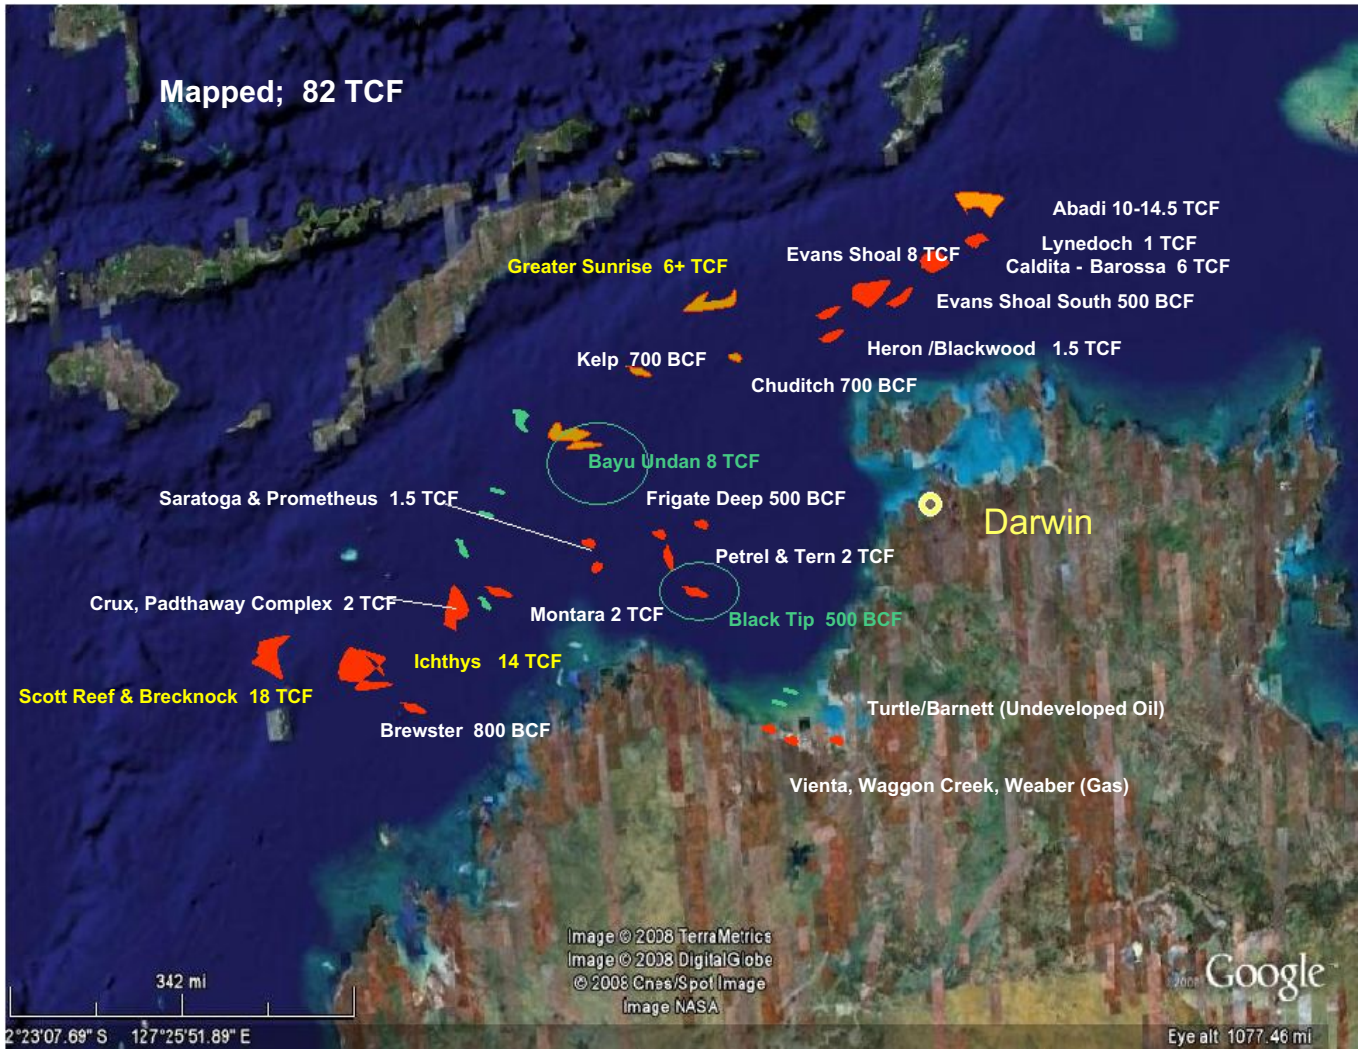 Mapped; 82 TCF
Abadi 10-14.5 TCF
Lynedoch 1 TCF
Evans Shoal 8 TCF
Caldita - Barossa 6 TCF
Greater Sunrise 6+ TCF
Evans Shoal South 500 BCF
Heron /Blackwood 1.5 TCF
Kelp 700 BCF
Chuditch 700 BCF
Bayu Undan 8 TCF
Saratoga & Prometheus 1.5 TCF
Frigate Deep 500 BCF
Darwin
Petrel & Tern 2 TCF
Crux, Padthaway Complex 2 TCF
Montara 2 TCF
Black Tip 500 BCF
Ichthys 14 TCF
Scott Reef & Brecknock 18 TCF
Turtle/Barnett (Undeveloped Oil)
Brewster 800 BCF
Vienta, Waggon Creek, Weaber (Gas)
Image © 2008 TerraMetrics
Image © 2008 DigitalGlobe
© 2008 Cnes/Spot Image
Image NASA
342 mi
Google
2°23'07.69" S 127°25'51.89" E
Eye alt 1077.46 mi